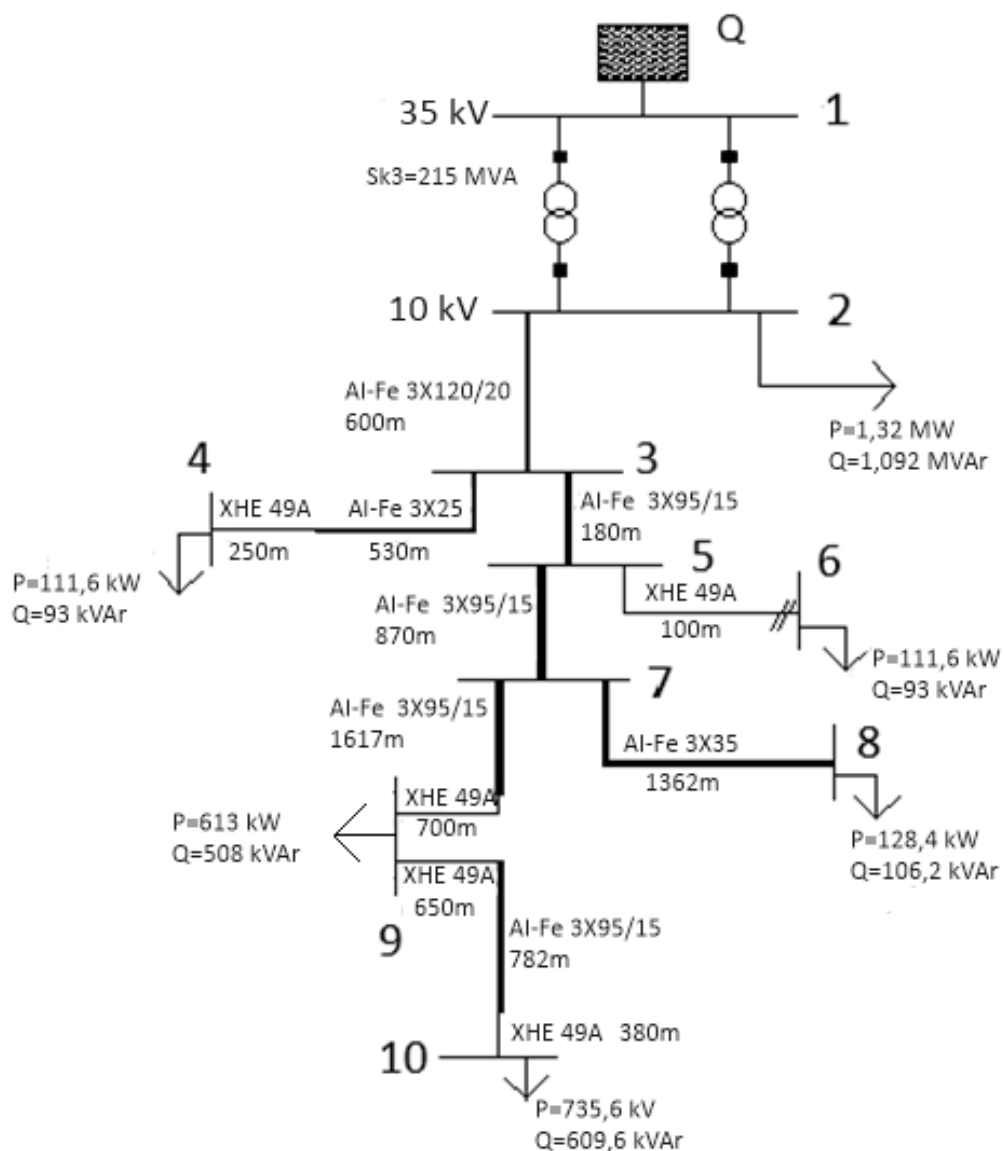 Q
35 kV
1
Sk3=215 MVA
10 kV
2
Al-Fe 3X120/20
600m
P=1,32 MW
Q=1,092 MVAr
4
3
XHE 49A
250m
Al-Fe 3X25
530m
Al-Fe 3X95/15
180m
P=111,6 kW
Q=93 kVAr
5
6
Al-Fe 3X95/15
870m
XHE 49A
100m
P=111,6 kW
Q=93 kVAr
7
Al-Fe 3X95/15
1617m
8
Al-Fe 3X35
1362m
XHE 49A
700m
P=613 kW
Q=508 kVAr
P=128,4 kW
Q=106,2 kVAr
XHE 49A
650m
9
Al-Fe 3X95/15
782m
XHE 49A 380m
10
P=735,6 kV
Q=609,6 kVAr